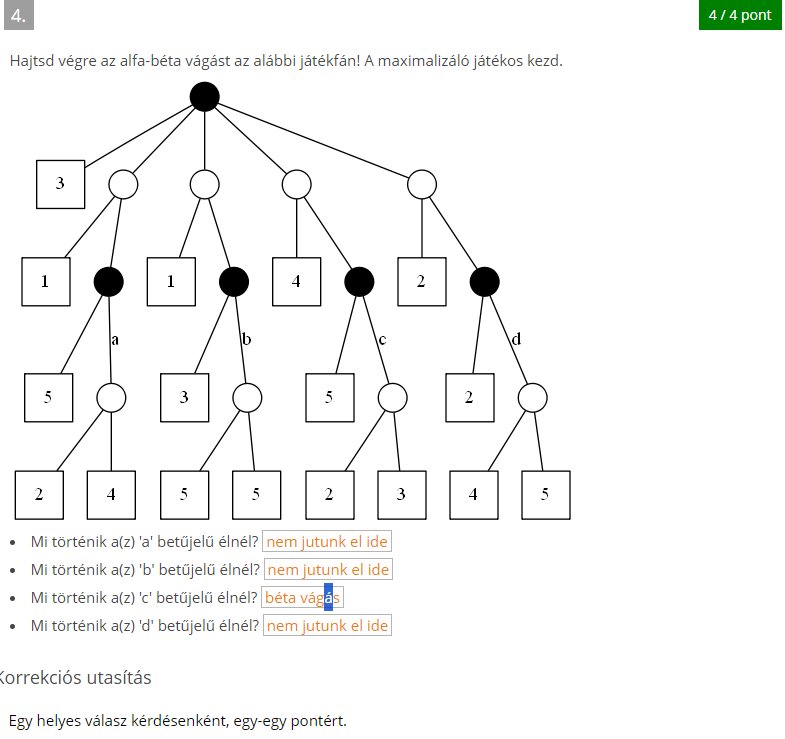 4.
4 / 4 pont
Hajtsd végre az alfa-béta vágást az alábbi játékfán! A maximalizáló játékos kezd.
3
1 1 4 2
a b c d
5 3 5 2
2 4 5 5 2 3 4 5
Mi történik a(z) 'a' betűjelű élnél? nem jutunk el ide
Mi történik a(z) 'b' betűjelű élnél? nem jutunk el ide
Mi történik a(z) 'c' betűjelű élnél? béta vágás
Mi történik a(z) 'd' betűjelű élnél? nem jutunk el ide
Korrekciós utasítás
Egy helyes válasz kérdésenként, egy-egy pontért.